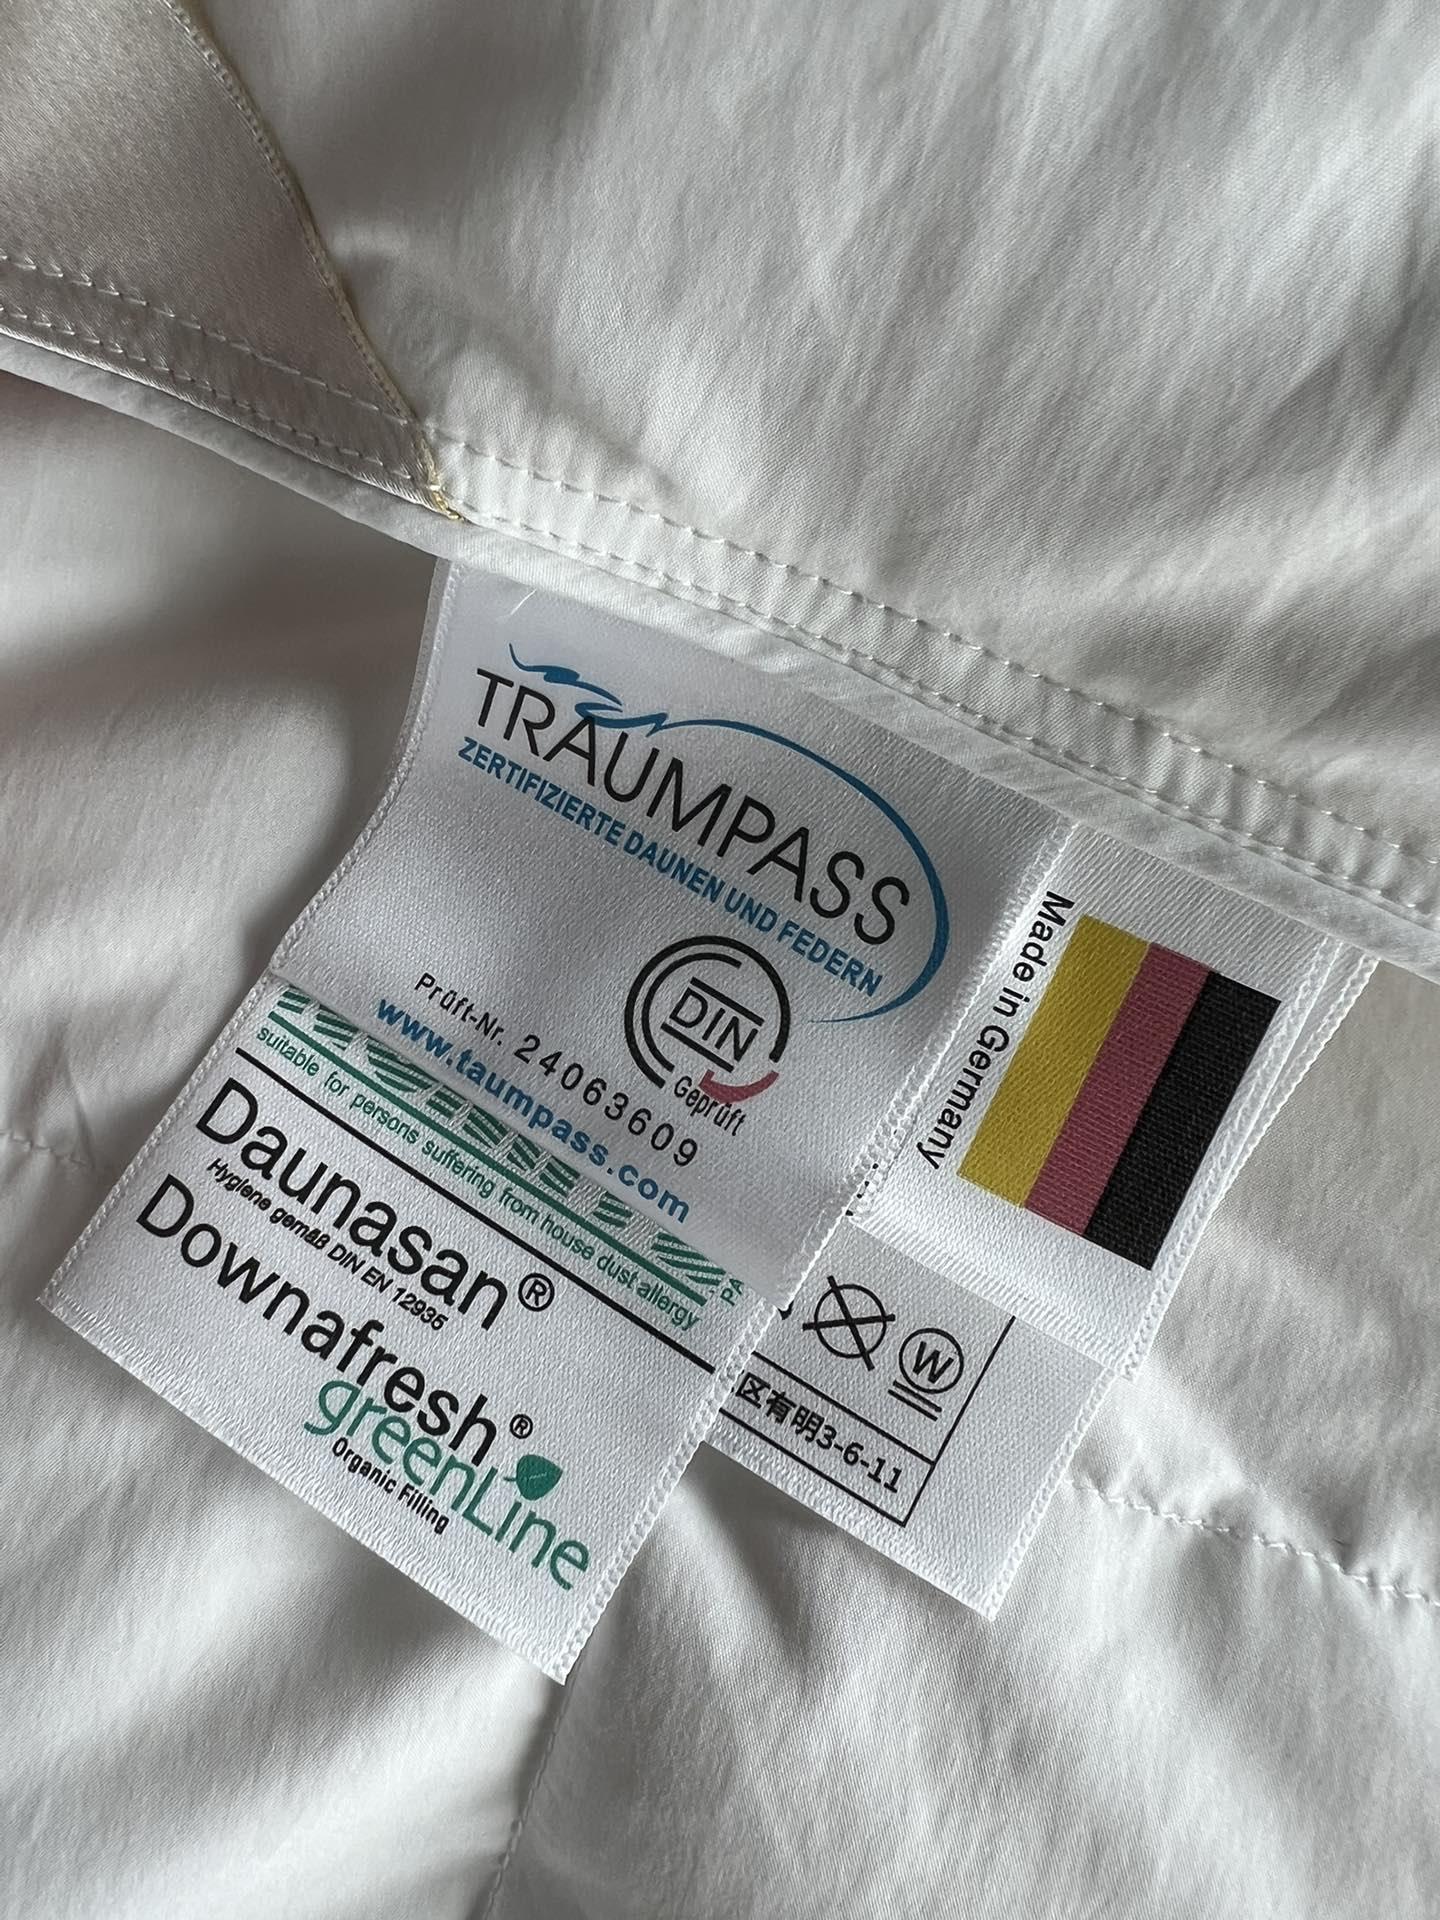 TRAUMPASS
ZERTIFIZIERTE DAUNEN UND FEDERN
DIN
Geprüft
Prüft-Nr. 24063609
www.taumpass.com
suitable for persons suffering from house dust allergy
Daunasan®
Hygiene gemäß DIN EN 12935
Downafresh®
greenLine
Organic Filling
Made in Germany
W
区有明3-6-11